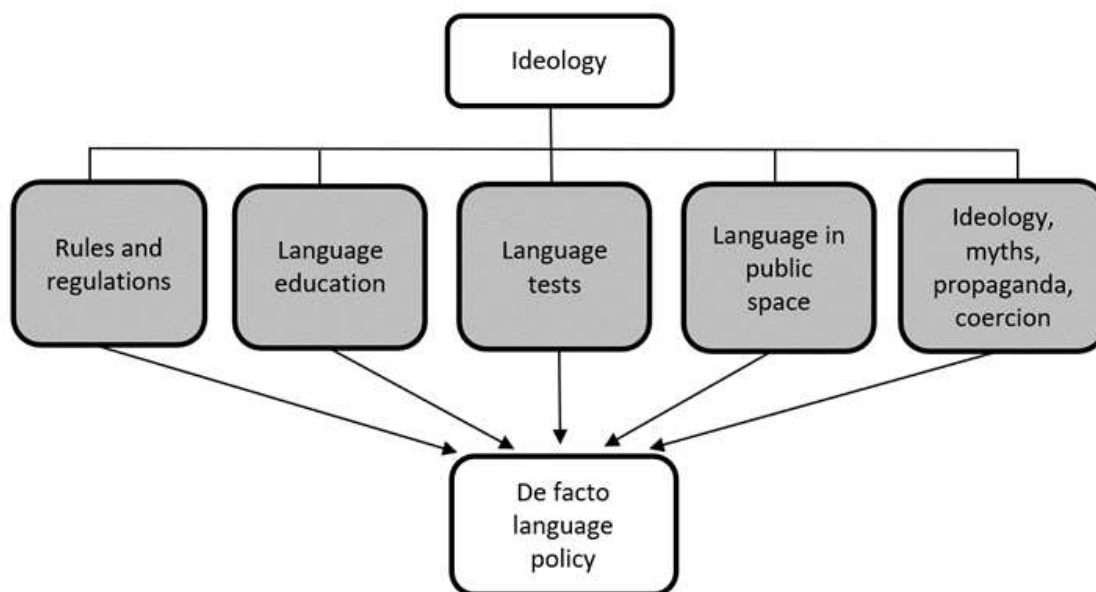 Ideology
Rules and
regulations
Language
education
Language
tests
Language in
public
space
Ideology,
myths,
propaganda,
coercion
De facto
language
policy